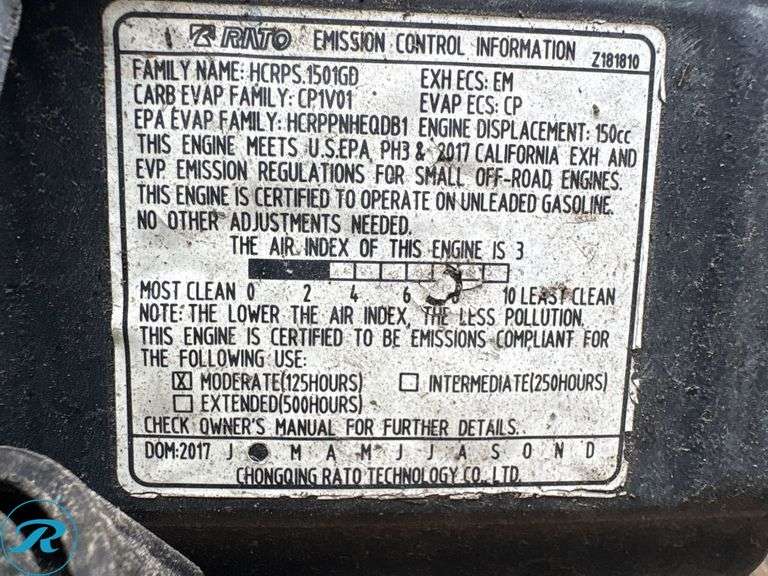 RATO EMISSION CONTROL INFORMATION Z181810
FAMILY NAME: HCRPS.1501GD EXH ECS: EM
CARB EVAP FAMILY: CP1V01 EVAP ECS: CP
EPA EVAP FAMILY: HCRPPNHEQDB1 ENGINE DISPLACEMENT: 150cc
THIS ENGINE MEETS U.S.EPA PH3 & 2017 CALIFORNIA EXH AND
EVP EMISSION REGULATIONS FOR SMALL OFF-ROAD ENGINES.
THIS ENGINE IS CERTIFIED TO OPERATE ON UNLEADED GASOLINE.
NO OTHER ADJUSTMENTS NEEDED.
THE AIR INDEX OF THIS ENGINE IS 3
MOST CLEAN 0 2 4 6 8 10 LEAST CLEAN
NOTE: THE LOWER THE AIR INDEX, THE LESS POLLUTION.
THIS ENGINE IS CERTIFIED TO BE EMISSIONS COMPLIANT FOR
THE FOLLOWING USE:
X MODERATE(125HOURS) INTERMEDIATE(250HOURS)
EXTENDED(500HOURS)
CHECK OWNER'S MANUAL FOR FURTHER DETAILS.
DOM:2017 J M A M J J A S O N D
CHONGQING RATO TECHNOLOGY CO., LTD.
R